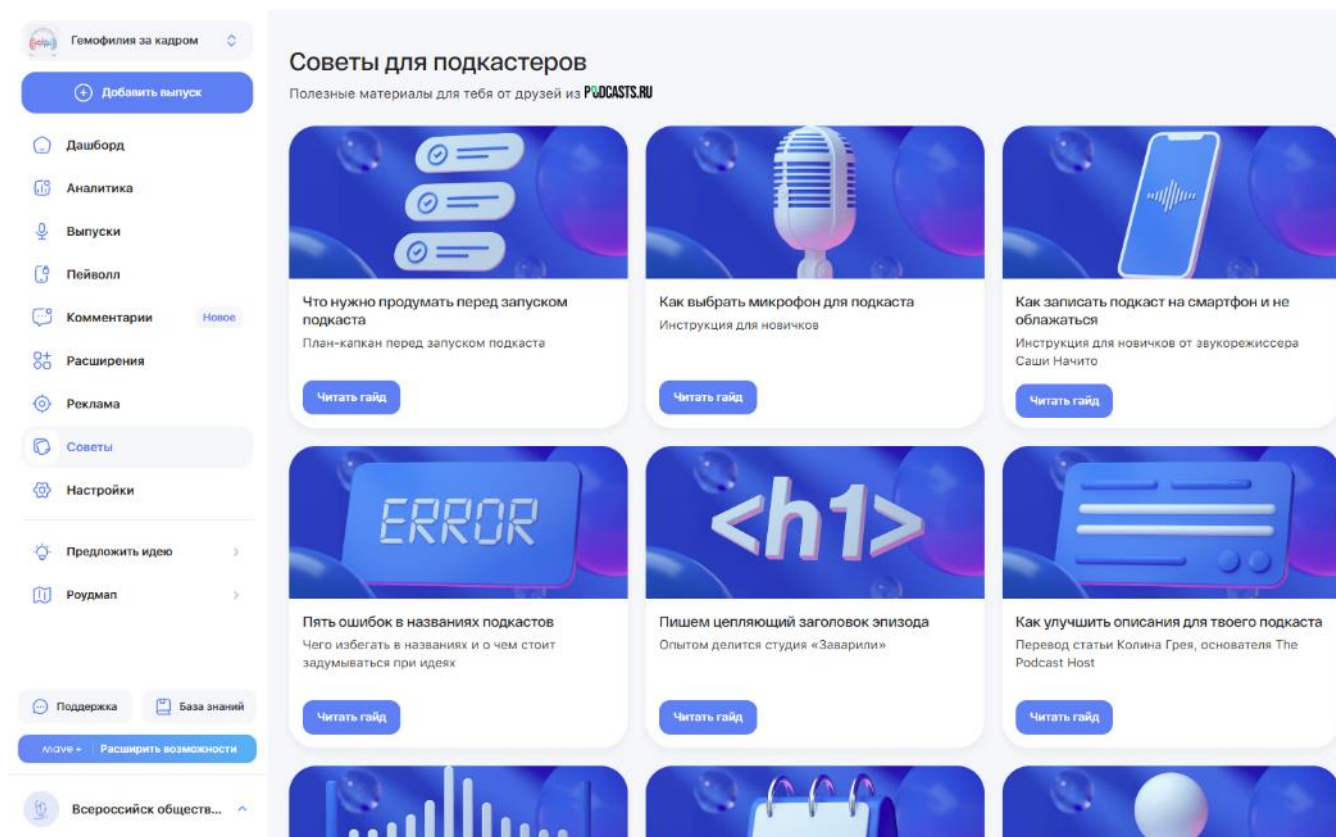 Гемофилия за кадром
Добавить выпуск
Дашборд
Аналитика
Выпуски
Пейволл
Комментарии
Новое
Расширения
Реклама
Советы
Настройки
Предложить идею
Роудмап
Поддержка
База знаний
mave +
Расширить возможности
Всероссийск обществ...
Советы для подкастеров
Полезные материалы для тебя от друзей из PODCASTS.RU
Что нужно продумать перед запуском
подкаста
План-капкан перед запуском подкаста
Читать гайд
Как выбрать микрофон для подкаста
Инструкция для новичков
Читать гайд
Как записать подкаст на смартфон и не
облажаться
Инструкция для новичков от звукорежиссера
Саши Начито
Читать гайд
ERROR
Пять ошибок в названиях подкастов
Чего избегать в названиях и о чем стоит
задумываться при идеях
Читать гайд
<h1>
Пишем цепляющий заголовок эпизода
Опытом делится студия «Заварили»
Читать гайд
Как улучшить описания для твоего подкаста
Перевод статьи Колина Грея, основателя The
Podcast Host
Читать гайд